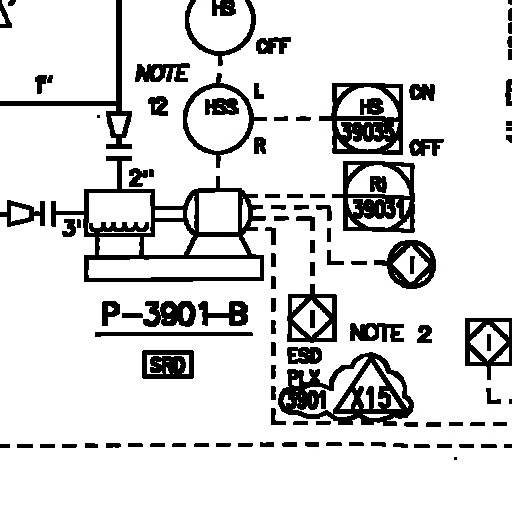 HS
OFF
NOTE
12
1"
L
HSS
R
ON
HS
39035
OFF
2"
RI
39031
3"
I
P-3901-B
I
NOTE 2
I
SRD
ESD
PLX
3901
X15